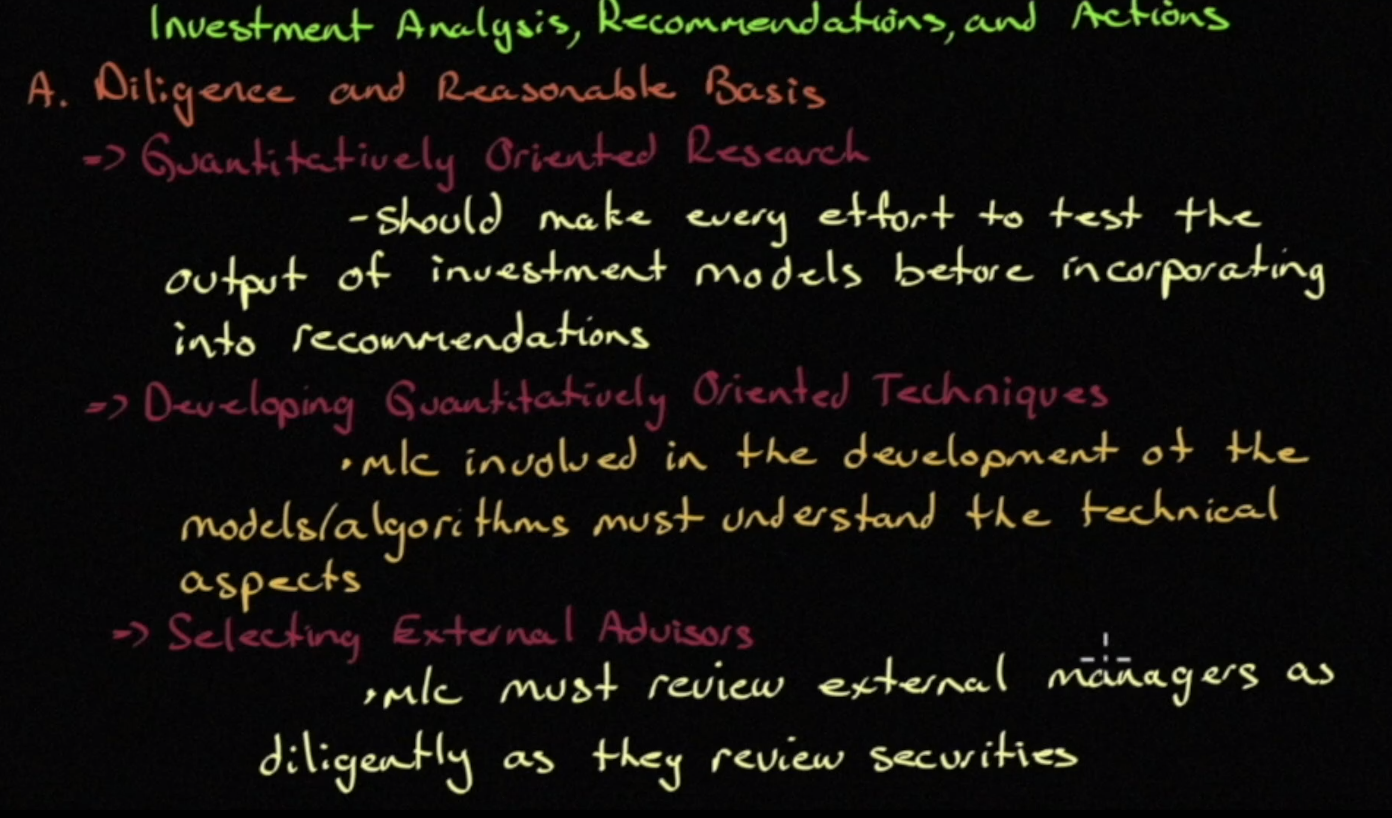 Investment Analysis, Recommendations, and Actions
A. Diligence and Reasonable Basis
=> Quantitatively Oriented Research
- should make every effort to test the
output of investment models before incorporating
into recommendations
=> Developing Quantitatively Oriented Techniques
• M/C involved in the development of the
models/algorithms must understand the technical
aspects
=> Selecting External Advisors
• M/C must review external managers as
diligently as they review securities